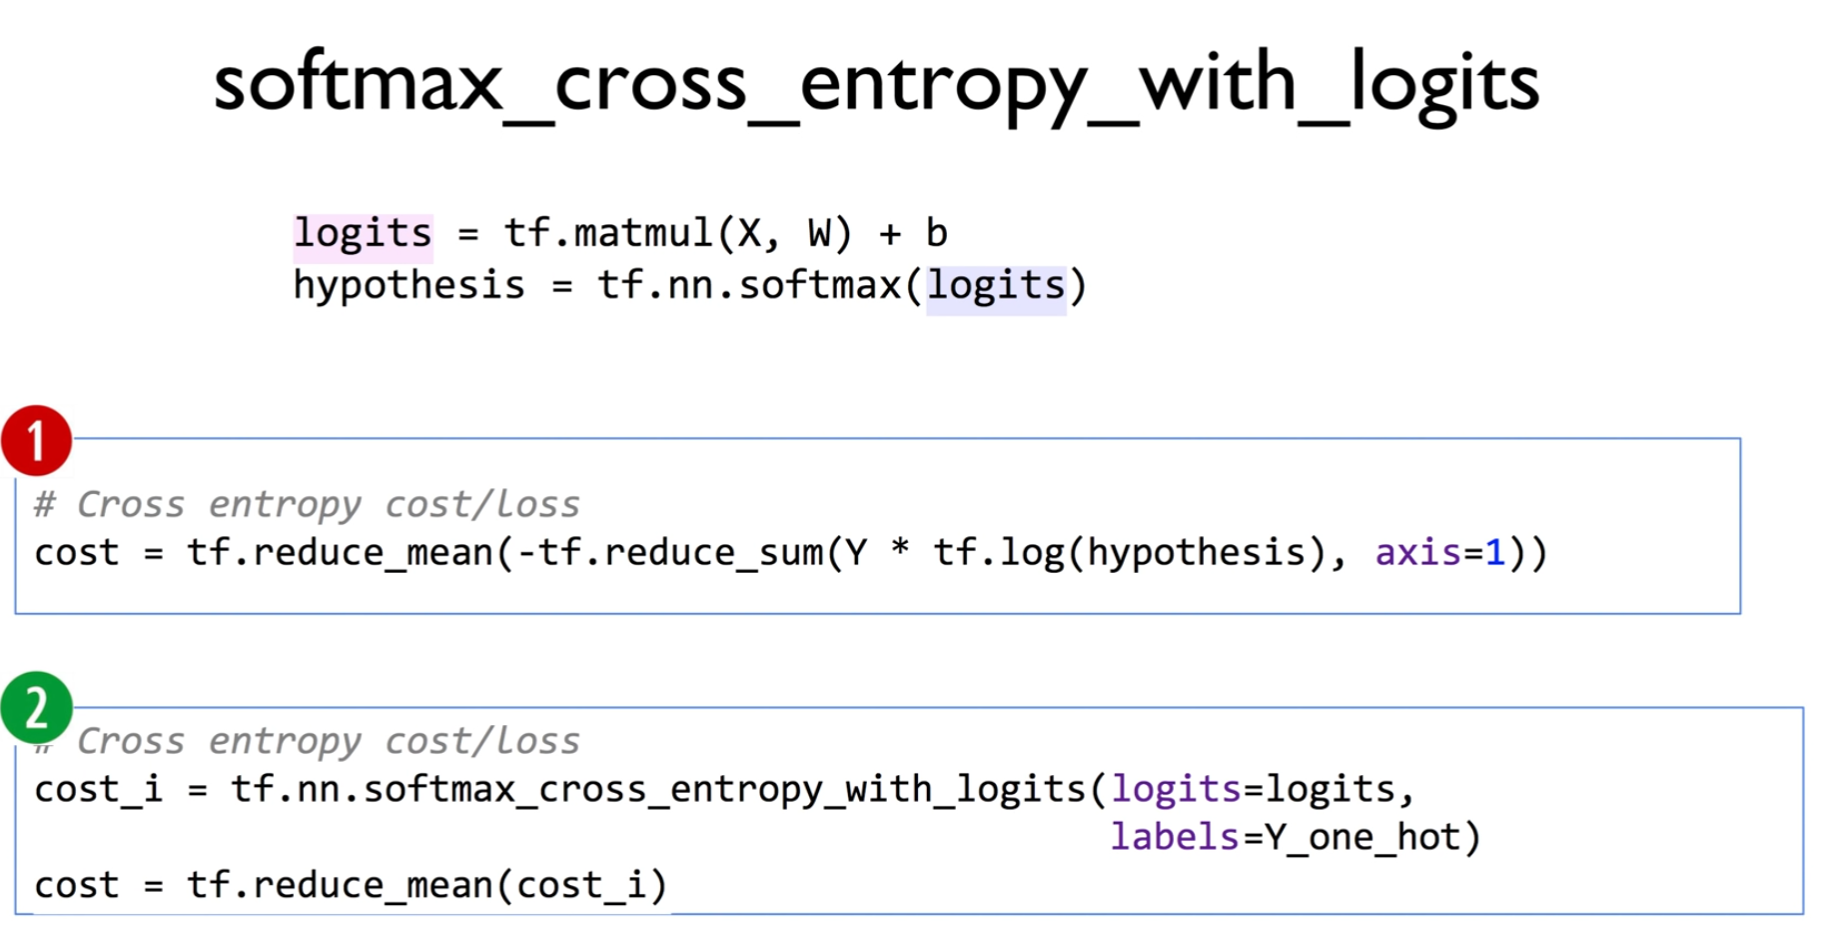 softmax_cross_entropy_with_logits
logits = tf.matmul(X, W) + b
hypothesis = tf.nn.softmax(logits)
1
# Cross entropy cost/loss
cost = tf.reduce_mean(-tf.reduce_sum(Y * tf.log(hypothesis), axis=1))
2
# Cross entropy cost/loss
cost_i = tf.nn.softmax_cross_entropy_with_logits(logits=logits,
labels=Y_one_hot)
cost = tf.reduce_mean(cost_i)